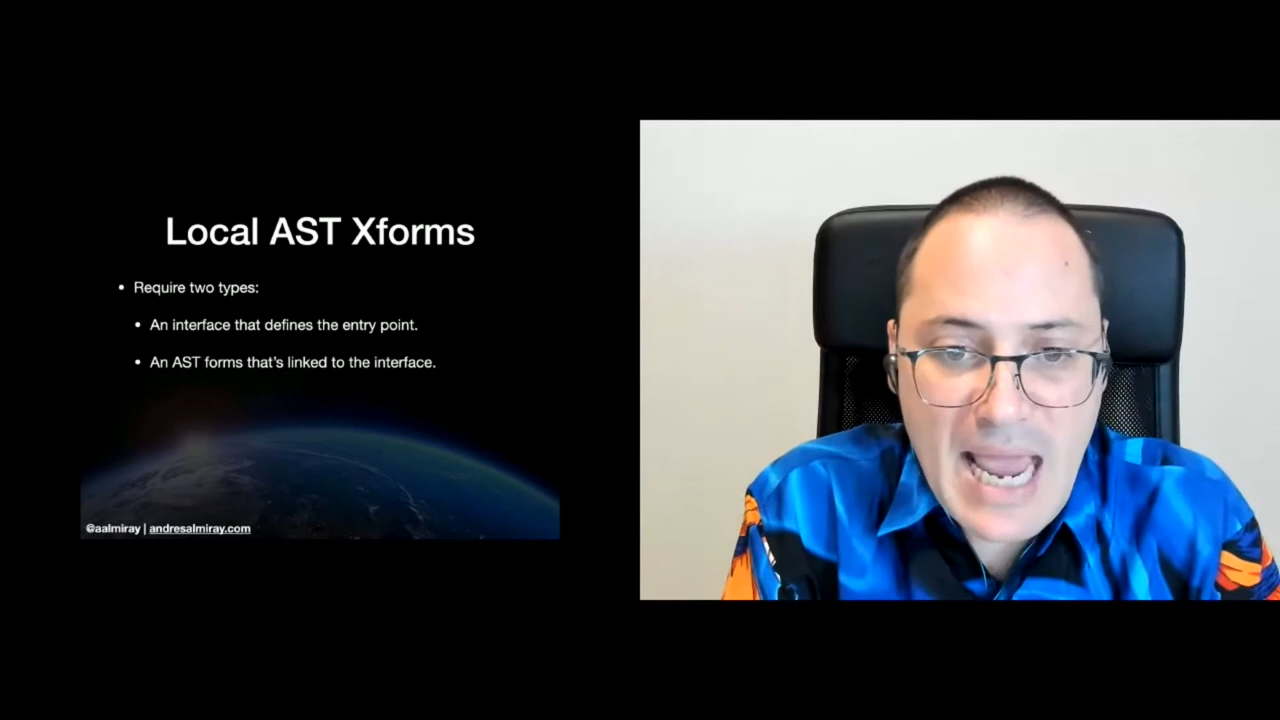 Local AST Xforms
• Require two types:
• An interface that defines the entry point.
• An AST forms that's linked to the interface.
@aalmiray | andresalmiray.com